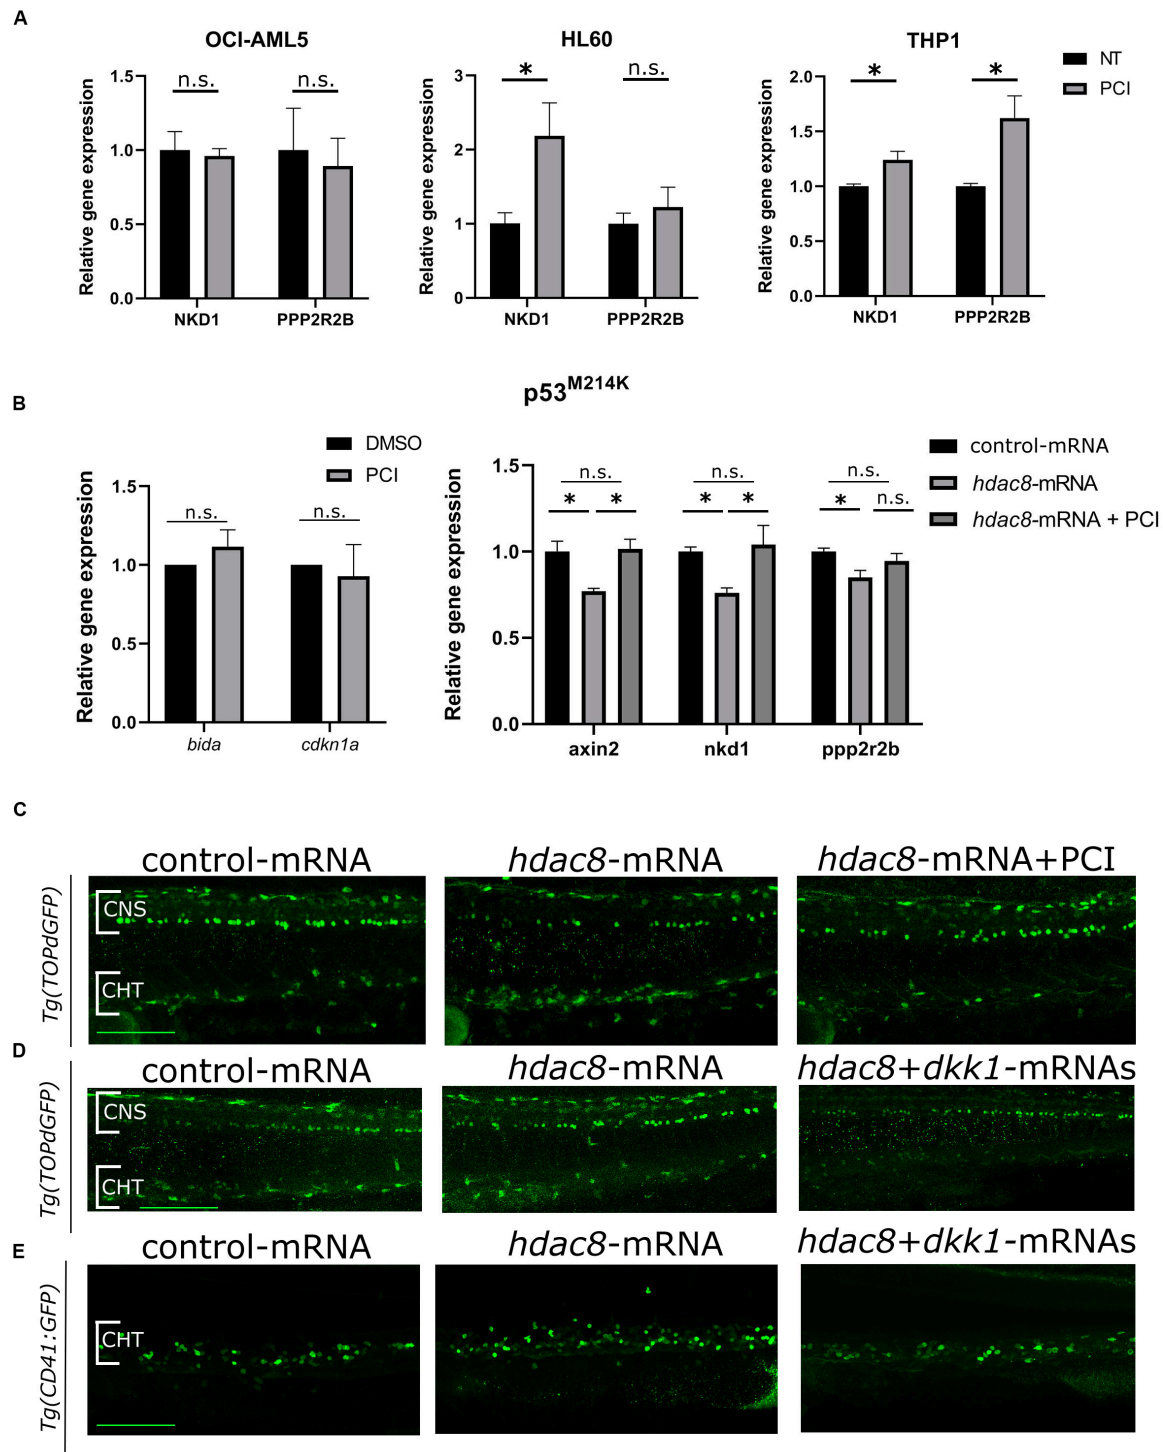 A
OCI-AML5
HL60
THP1
NT
PCI
Relative gene expression
1.5
1.0
0.5
0.0
n.s.
n.s.
NKD1
PPP2R2B
Relative gene expression
3
2
1
0
*
n.s.
NKD1
PPP2R2B
Relative gene expression
2.0
1.5
1.0
0.5
0.0
*
*
NKD1
PPP2R2B
B
p53M214K
DMSO
PCI
Relative gene expression
1.5
1.0
0.5
0.0
n.s.
n.s.
bida
cdkn1a
control-mRNA
hdac8-mRNA
hdac8-mRNA + PCI
Relative gene expression
1.5
1.0
0.5
0.0
n.s.
* *
n.s.
* *
n.s.
* n.s.
axin2
nkd1
ppp2r2b
C
control-mRNA
hdac8-mRNA
hdac8-mRNA+PCI
Tg(TOPdGFP)
CNS
CHT
D
control-mRNA
hdac8-mRNA
hdac8+dkk1-mRNAs
Tg(TOPdGFP)
CNS
CHT
E
control-mRNA
hdac8-mRNA
hdac8+dkk1-mRNAs
Tg(CD41:GFP)
CHT